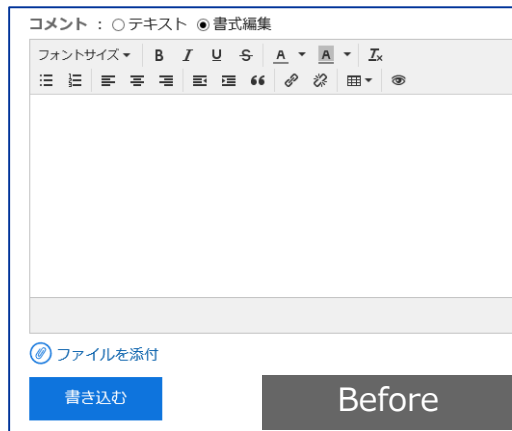 コメント : ○テキスト ◉書式編集
フォントサイズ B I U S A A Tx
ファイルを添付
書き込む
Before